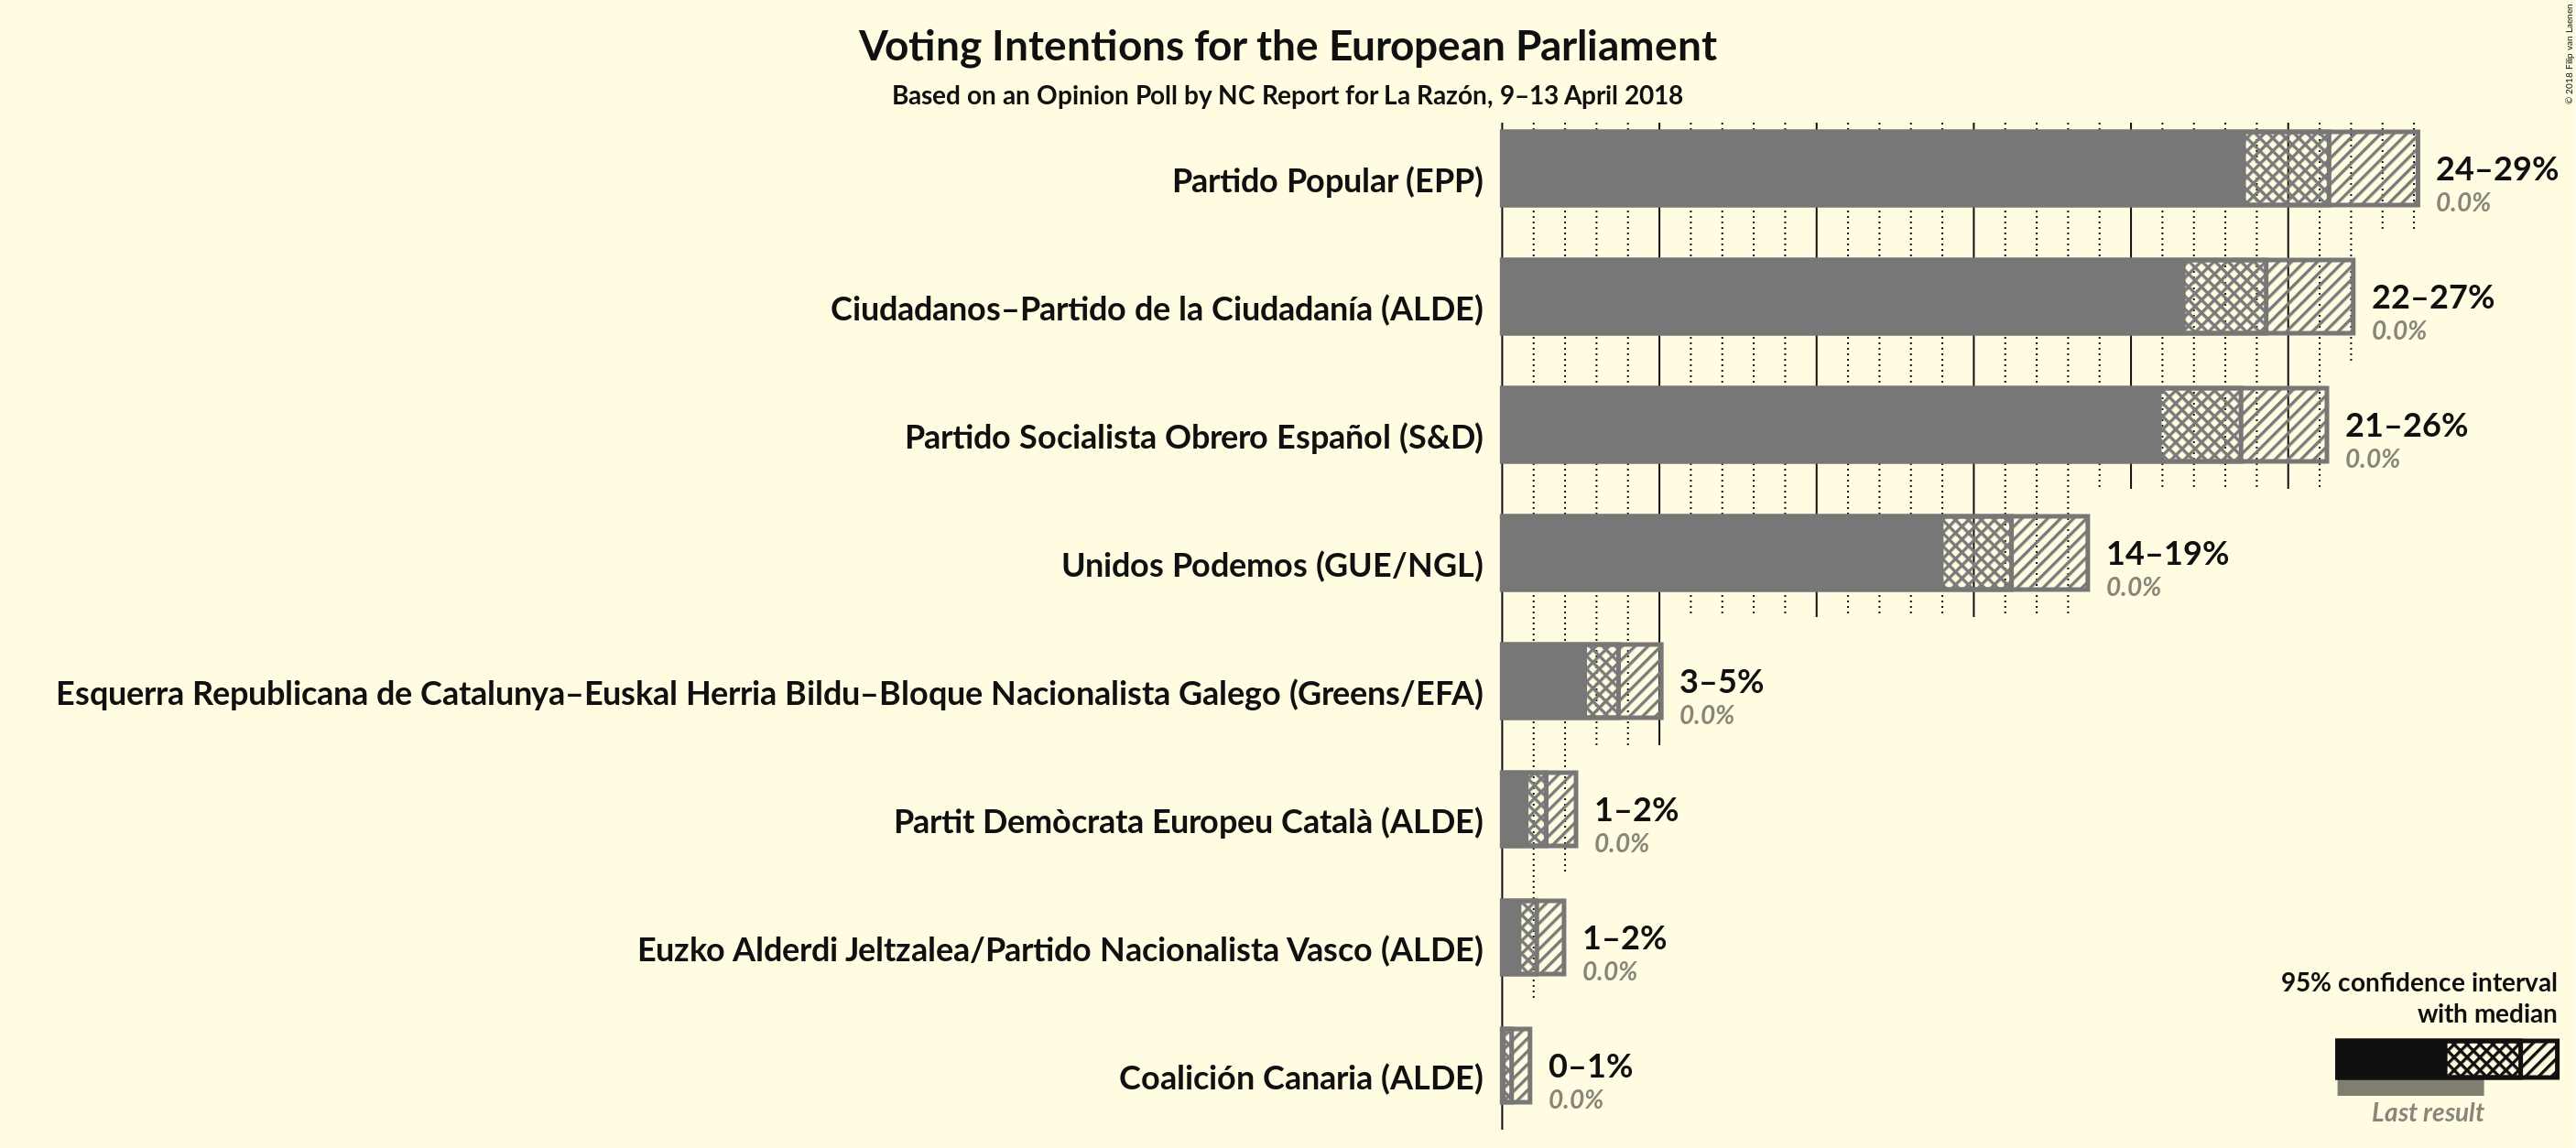 Voting Intentions for the European Parliament
Based on an Opinion Poll by NC Report for La Razón, 9–13 April 2018
© 2018 Filip van Laenen
Partido Popular (EPP)
24–29%
0.0%
Ciudadanos–Partido de la Ciudadanía (ALDE)
22–27%
0.0%
Partido Socialista Obrero Español (S&D)
21–26%
0.0%
Unidos Podemos (GUE/NGL)
14–19%
0.0%
Esquerra Republicana de Catalunya–Euskal Herria Bildu–Bloque Nacionalista Galego (Greens/EFA)
3–5%
0.0%
Partit Demòcrata Europeu Català (ALDE)
1–2%
0.0%
Euzko Alderdi Jeltzalea/Partido Nacionalista Vasco (ALDE)
1–2%
0.0%
Coalición Canaria (ALDE)
0–1%
0.0%
95% confidence interval
with median
Last result